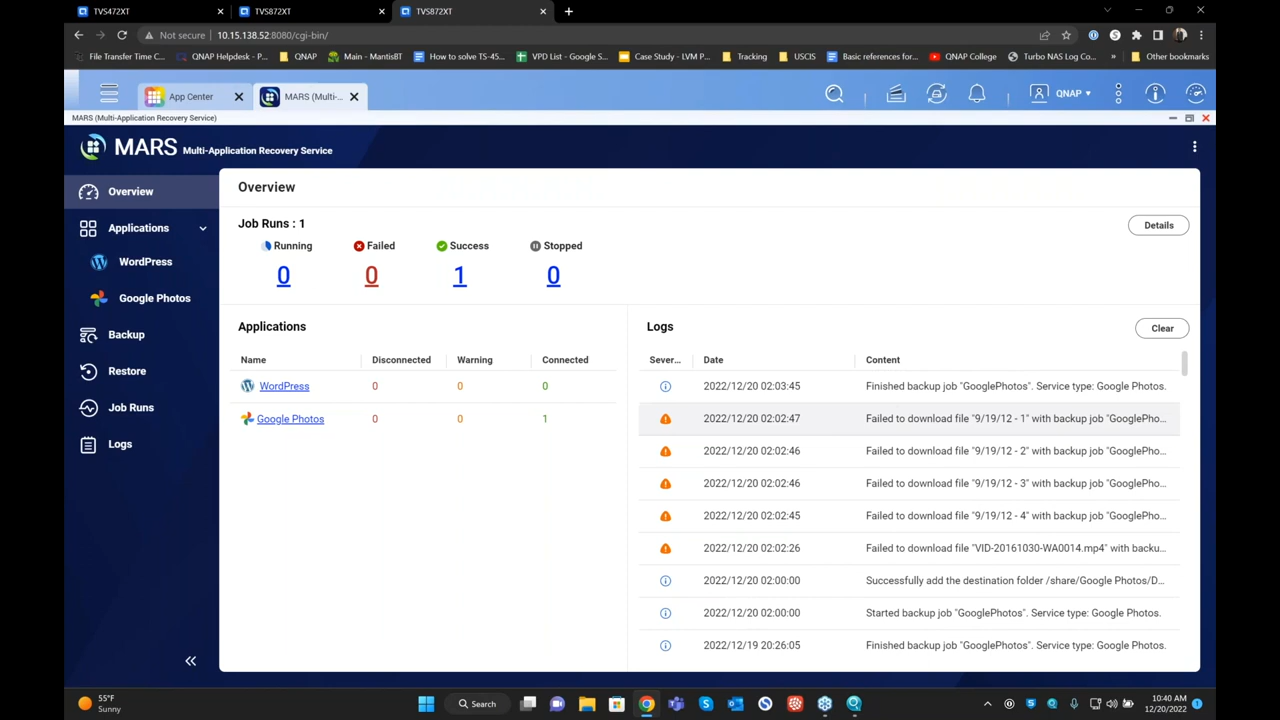 TVS472XT
TVS872XT
TVS872XT
Not secure 10.15.138.52:8080/cgi-bin/
File Transfer Time C...
QNAP Helpdesk - P...
QNAP
Main - MantisBT
How to solve TS-45...
VPD List - Google S...
Case Study - LVM P...
Tracking
USCIS
Basic references for...
QNAP College
Turbo NAS Log Co...
»
Other bookmarks
App Center
MARS (Multi-...
QNAP
MARS (Multi-Application Recovery Service)
MARS Multi-Application Recovery Service
Overview
Applications
WordPress
Google Photos
Backup
Restore
Job Runs
Logs
Overview
Job Runs : 1
Details
Running Failed Success Stopped
0 0 1 0
Applications
Name Disconnected Warning Connected
WordPress 0 0 0
Google Photos 0 0 1
Logs
Clear
Sever... Date Content
2022/12/20 02:03:45 Finished backup job "GooglePhotos". Service type: Google Photos.
2022/12/20 02:02:47 Failed to download file "9/19/12 - 1" with backup job "GooglePho...
2022/12/20 02:02:46 Failed to download file "9/19/12 - 2" with backup job "GooglePho...
2022/12/20 02:02:46 Failed to download file "9/19/12 - 3" with backup job "GooglePho...
2022/12/20 02:02:45 Failed to download file "9/19/12 - 4" with backup job "GooglePho...
2022/12/20 02:02:26 Failed to download file "VID-20161030-WA0014.mp4" with backu...
2022/12/20 02:00:00 Successfully add the destination folder /share/Google Photos/D...
2022/12/20 02:00:00 Started backup job "GooglePhotos". Service type: Google Photos.
2022/12/19 20:26:05 Finished backup job "GooglePhotos". Service type: Google Photos.
55°F
Sunny
Search
10:40 AM
12/20/2022